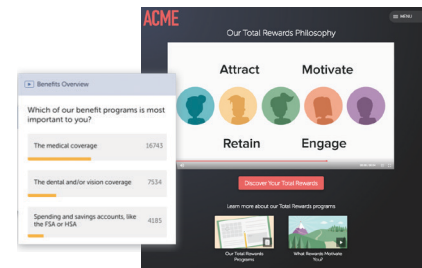 ACME
MENU
Our Total Rewards Philosophy
Attract Motivate
Retain Engage
Discover Your Total Rewards
Learn more about our Total Rewards programs
Our Total Rewards
Programs
What Rewards Motivate
You?
Benefits Overview
Which of our benefit programs is most
important to you?
The medical coverage 16743
The dental and/or vision coverage 7534
Spending and savings accounts, like
the FSA or HSA 4185